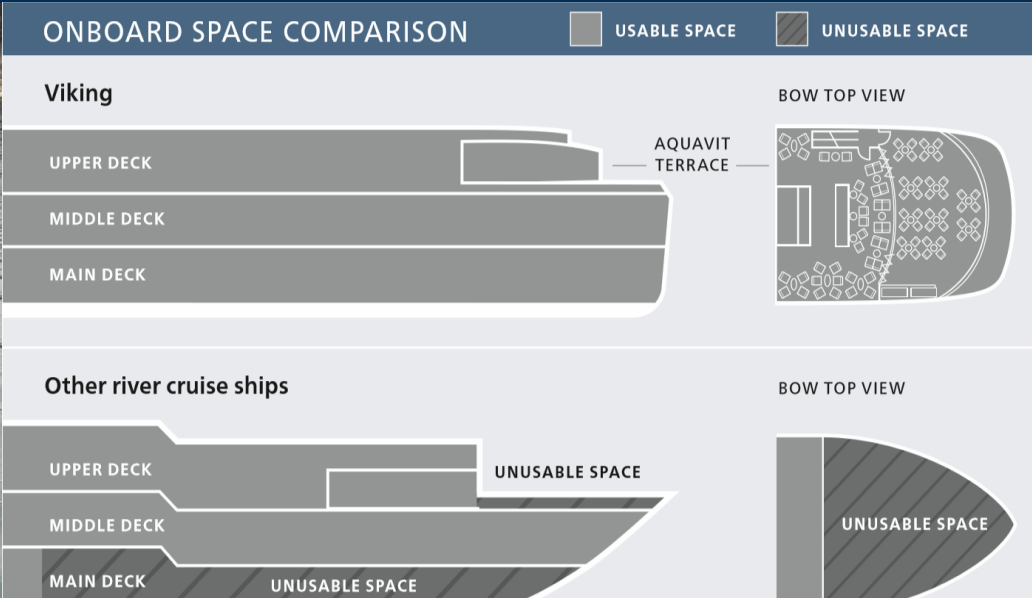 ONBOARD SPACE COMPARISON
USABLE SPACE
UNUSABLE SPACE
Viking
BOW TOP VIEW
UPPER DECK
AQUAVIT
TERRACE
MIDDLE DECK
MAIN DECK
Other river cruise ships
BOW TOP VIEW
UPPER DECK
UNUSABLE SPACE
MIDDLE DECK
UNUSABLE SPACE
MAIN DECK
UNUSABLE SPACE